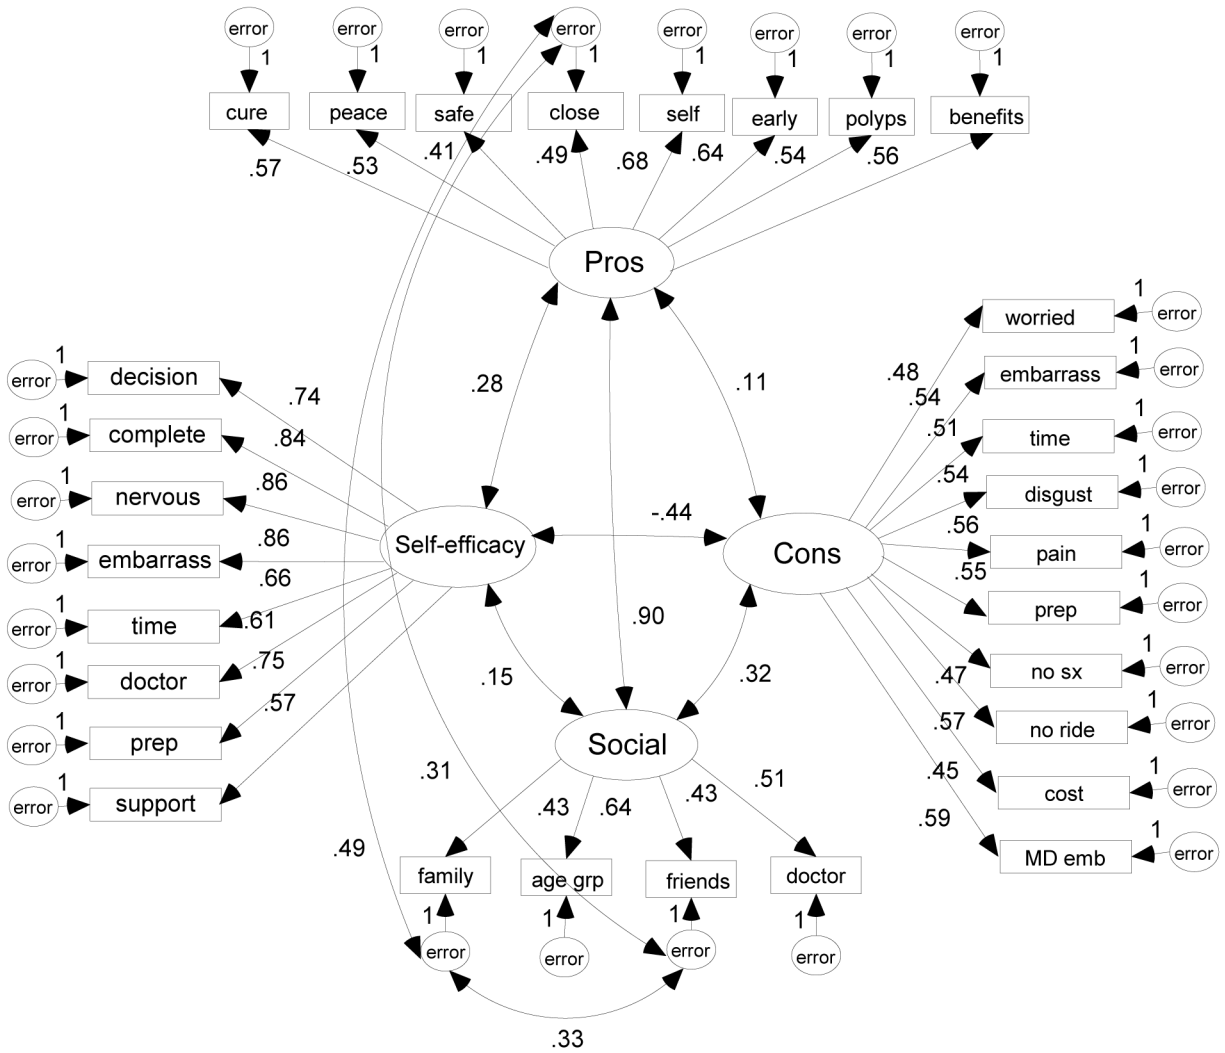 error error error error error error error error
1 1 1 1 1 1 1 1
cure peace safe close self early polyps benefits
.57 .53 .41 .49 .68 .64 .54 .56
Pros
.28 .11
1 worried error
1 embarrass error
1 time error
1 disgust error
1 pain error
1 prep error
1 no sx error
1 no ride error
1 cost error
1 MD emb error
.48
.54
.51
.54
.56
.55
.47
.57
.45
.59
error 1 decision
error 1 complete
error 1 nervous
error 1 embarrass
error 1 time
error 1 doctor
error 1 prep
error 1 support
.74
.84
.86
.86
.66
.61
.75
.57
Self-efficacy -.44 Cons
.90
.15 .32
Social
.31 .43 .64 .43 .51
.49
family age grp friends doctor
1 1 1 1
error error error error
.33